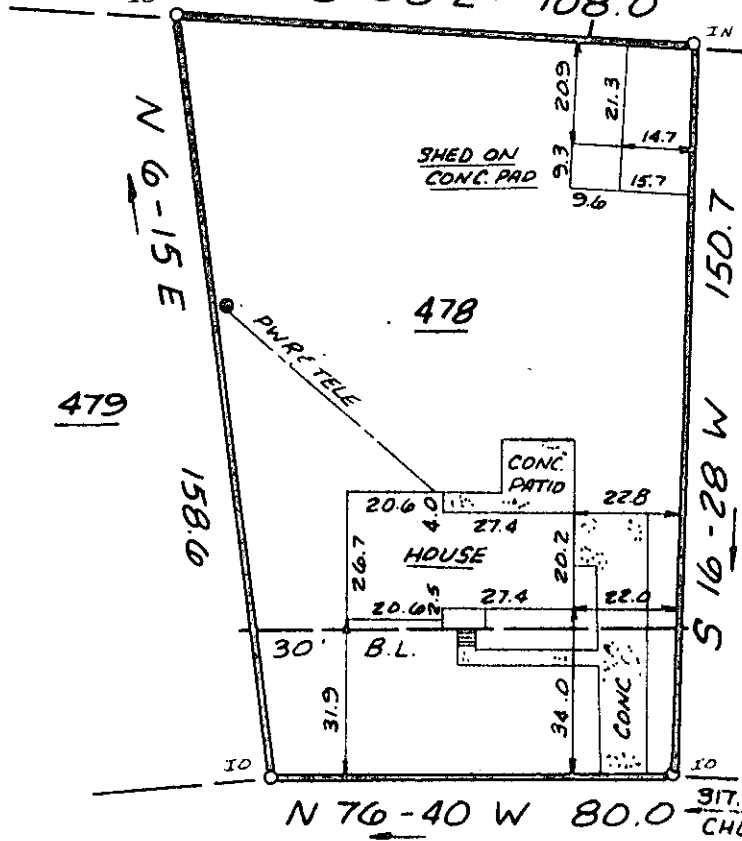 108.0
IN
20.9
21.3
14.7
SHED ON
CONC. PAD
9.3
15.7
9.6
N 6-15 E
150.7
478
PWR & TELE
479
158.6
CONC.
PATIO
20.6
4.0
27.4
22.8
HOUSE
26.7
20.2
S 16-28 W
20.6
2.5
27.4
22.0
30' B.L.
31.9
34.0
CONC
IO
IO
N 76-40 W 80.0
317.